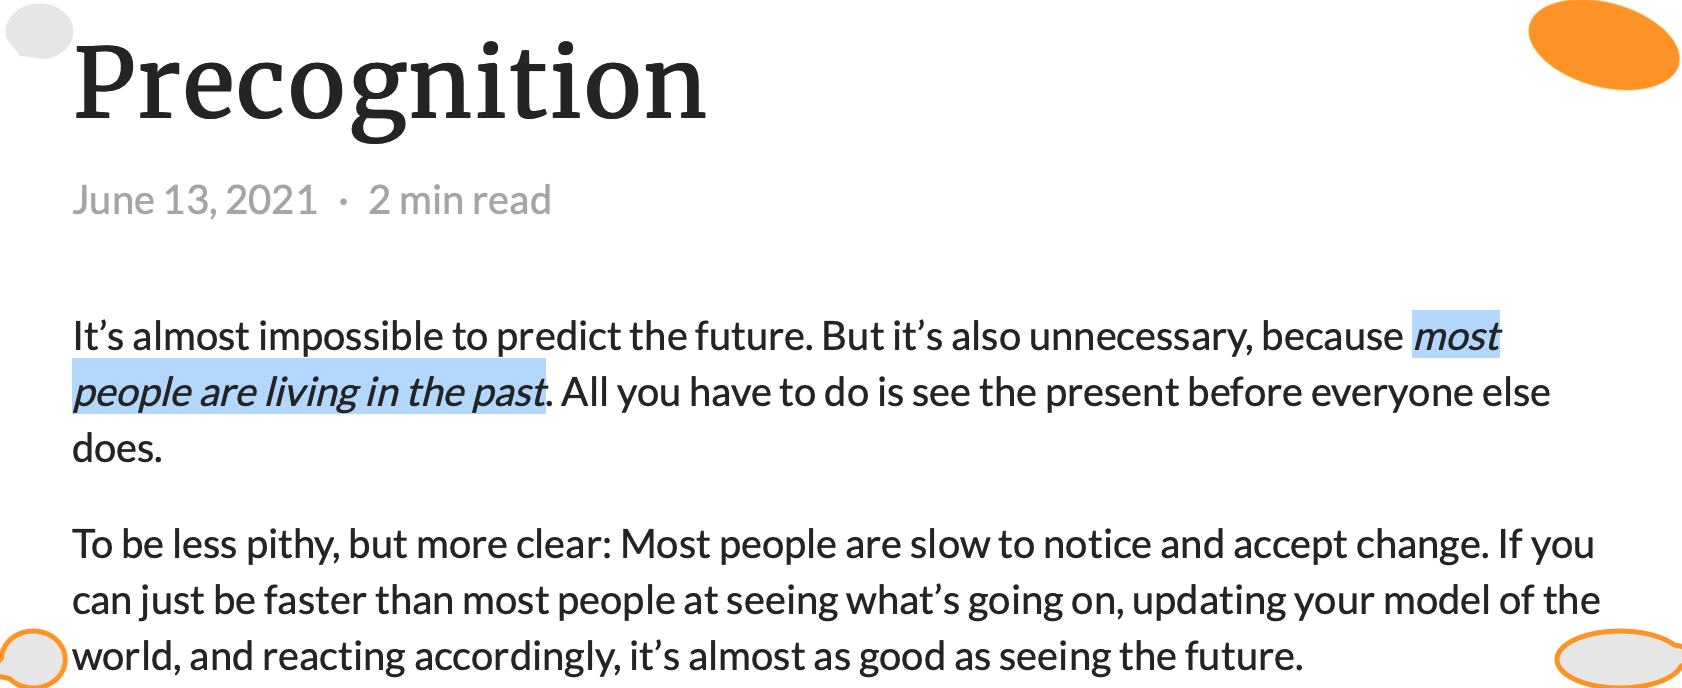 Precognition
June 13, 2021 · 2 min read
It’s almost impossible to predict the future. But it’s also unnecessary, because most
people are living in the past. All you have to do is see the present before everyone else
does.
To be less pithy, but more clear: Most people are slow to notice and accept change. If you
can just be faster than most people at seeing what’s going on, updating your model of the
world, and reacting accordingly, it’s almost as good as seeing the future.